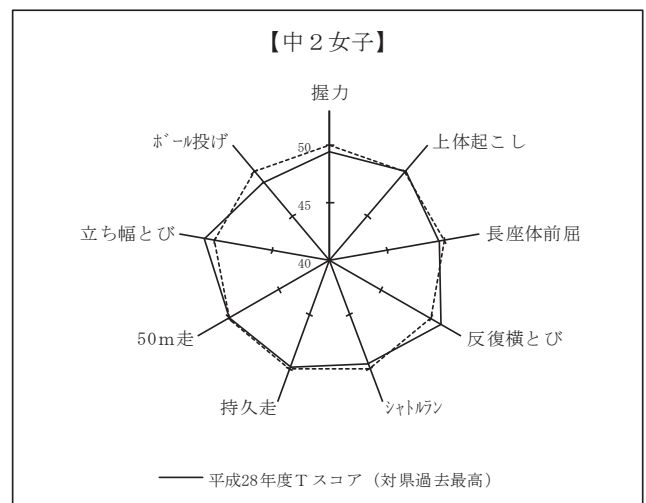 【中２女子】
握力
ﾎﾞｰﾙ投げ
50
上体起こし
45
立ち幅とび
長座体前屈
40
50m走
反復横とび
持久走
ｼｬﾄﾙﾗﾝ
平成28年度Ｔスコア（対県過去最高）